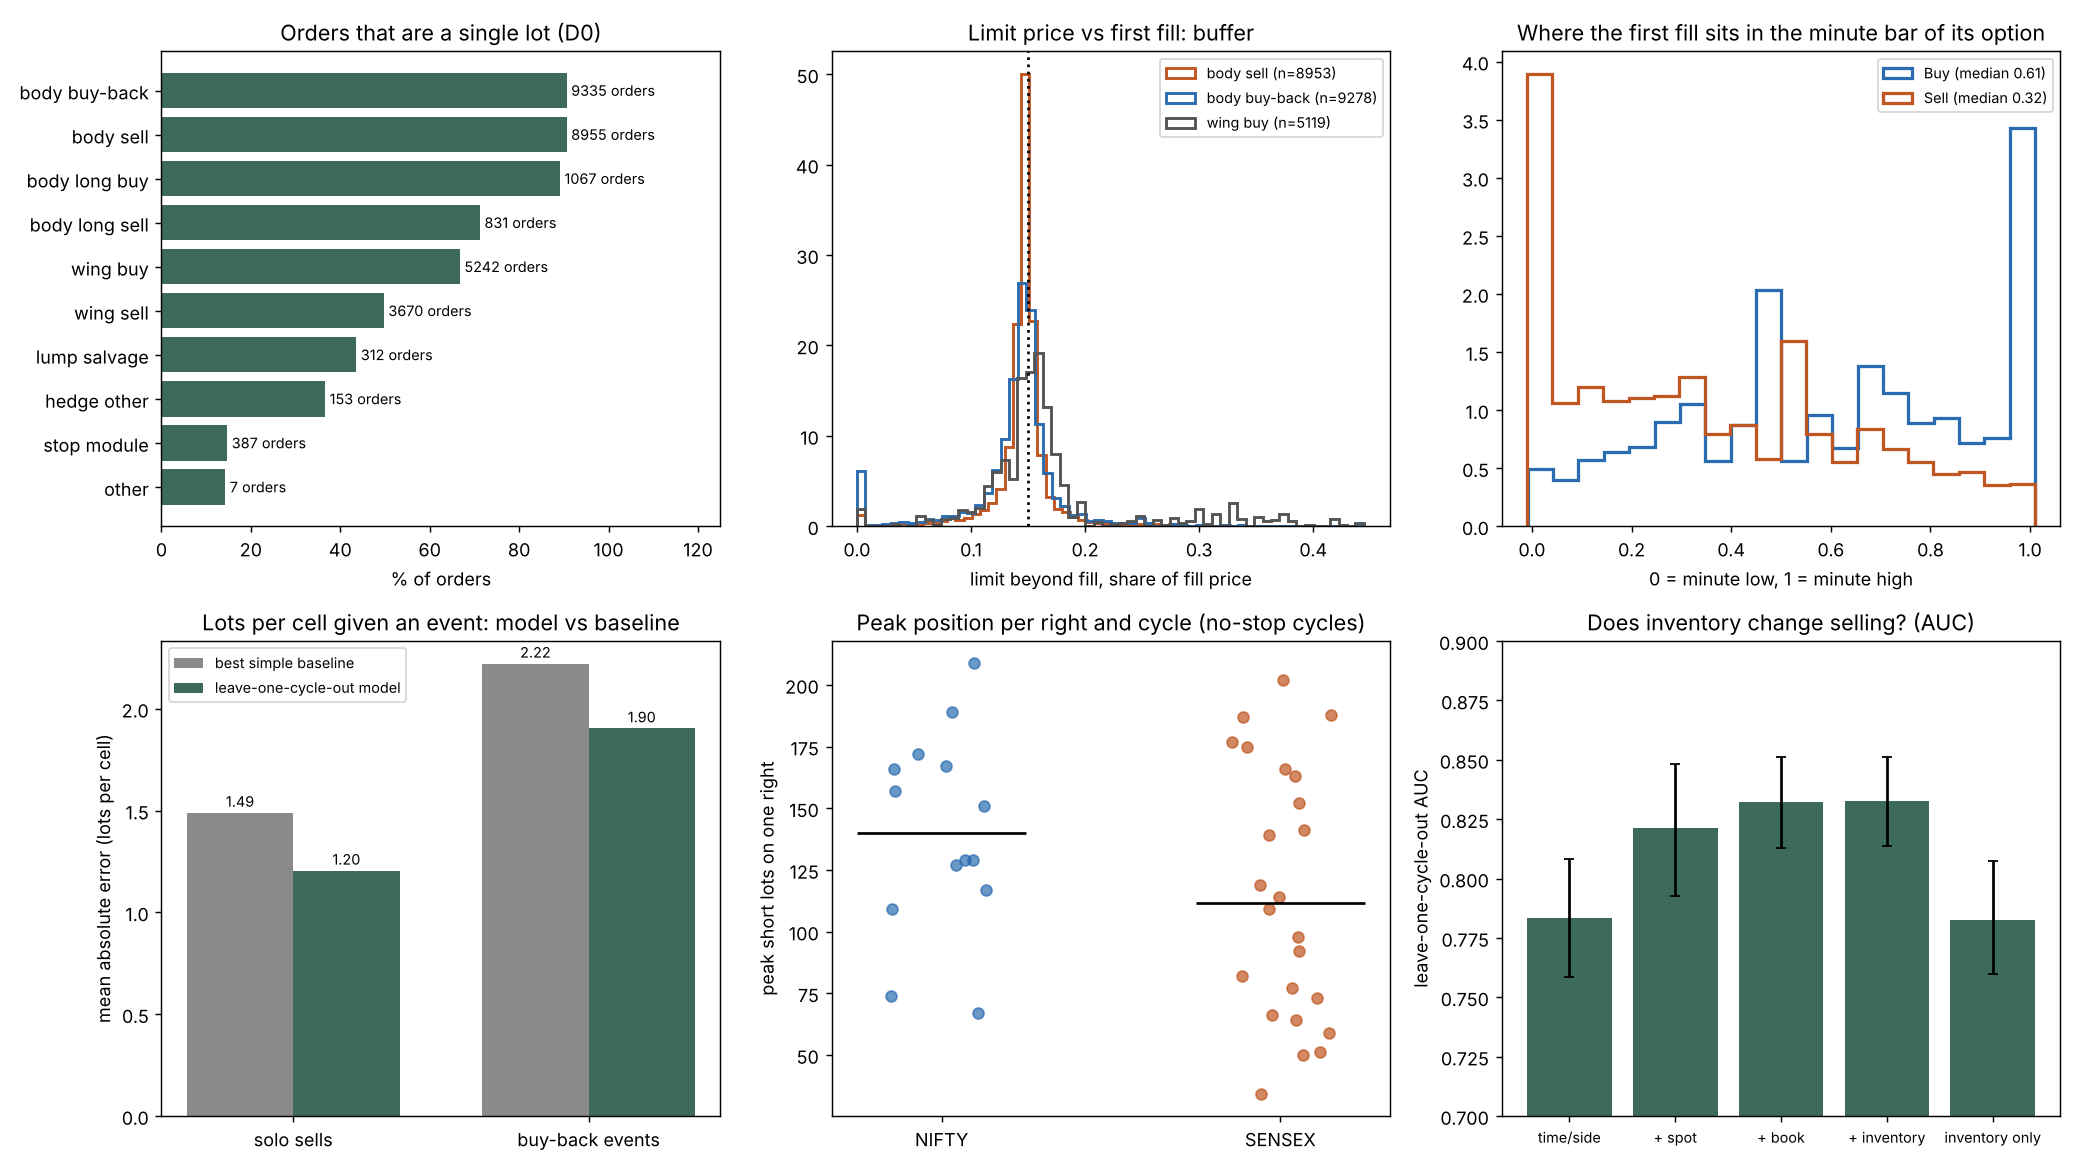 Orders that are a single lot (D0)
body buy-back
9335 orders
body sell
8955 orders
body long buy
1067 orders
body long sell
831 orders
wing buy
5242 orders
wing sell
3670 orders
lump salvage
312 orders
hedge other
153 orders
stop module
387 orders
other
7 orders
0 20 40 60 80 100 120
% of orders
Limit price vs first fill: buffer
body sell (n=8953)
body buy-back (n=9278)
wing buy (n=5119)
50
40
30
20
10
0
0.0 0.1 0.2 0.3 0.4
limit beyond fill, share of fill price
Where the first fill sits in the minute bar of its option
Buy (median 0.61)
Sell (median 0.32)
4.0
3.5
3.0
2.5
2.0
1.5
1.0
0.5
0.0
0.0 0.2 0.4 0.6 0.8 1.0
0 = minute low, 1 = minute high
Lots per cell given an event: model vs baseline
best simple baseline
leave-one-cycle-out model
mean absolute error (lots per cell)
2.0
1.5
1.0
0.5
0.0
1.49
1.20
2.22
1.90
solo sells
buy-back events
Peak position per right and cycle (no-stop cycles)
peak short lots on one right
200
175
150
125
100
75
50
NIFTY
SENSEX
Does inventory change selling? (AUC)
leave-one-cycle-out AUC
0.900
0.875
0.850
0.825
0.800
0.775
0.750
0.725
0.700
time/side
+ spot
+ book
+ inventory
inventory only